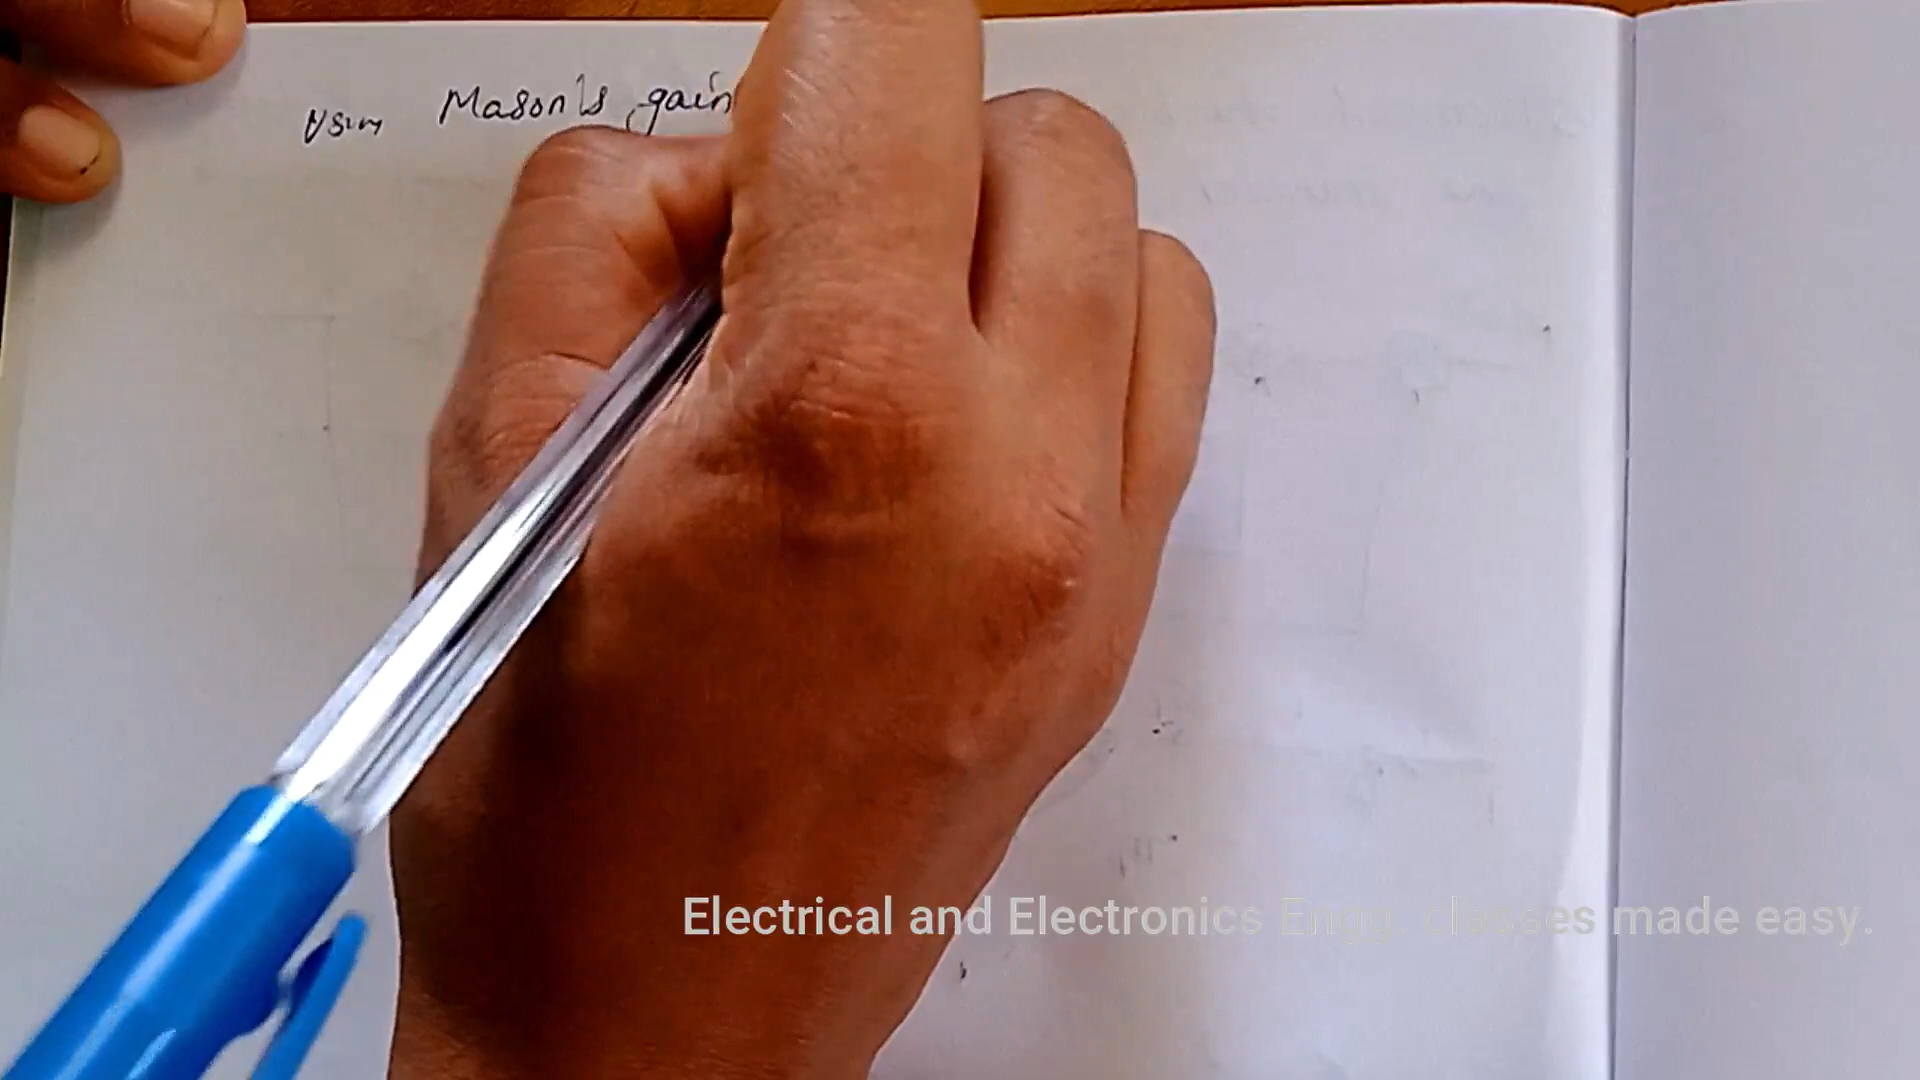 Using Mason's gain
Electrical and Electronics Engg. classes made easy.